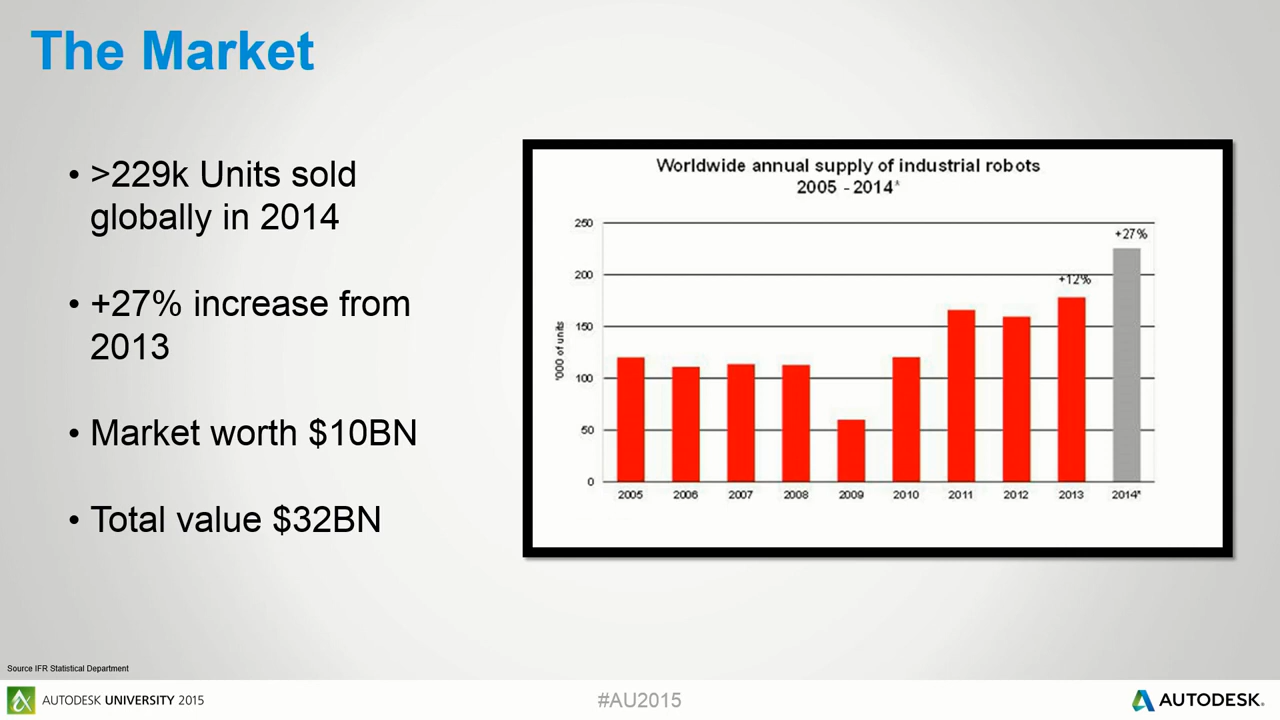 The Market
• >229k Units sold
globally in 2014
• +27% increase from
2013
• Market worth $10BN
• Total value $32BN
Worldwide annual supply of industrial robots
2005 - 2014*
'000 of units
250
200
150
100
50
0
+12%
+27%
2005 2006 2007 2008 2009 2010 2011 2012 2013 2014*
Source IFR Statistical Department
AUTODESK UNIVERSITY 2015
#AU2015
AUTODESK®